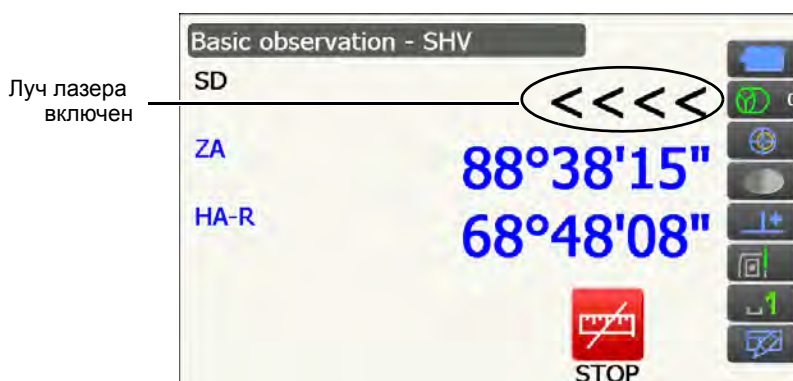 Basic observation - SHV
Луч лазера
включен
SD
<<<<
ZA 88°38'15"
HA-R 68°48'08"
STOP